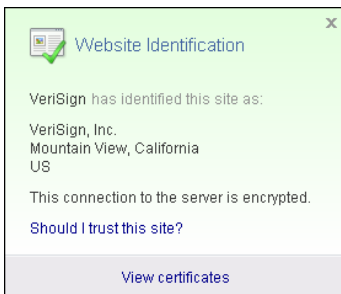 x
Website Identification
VeriSign has identified this site as:
VeriSign, Inc.
Mountain View, California
US
This connection to the server is encrypted.
Should I trust this site?
View certificates